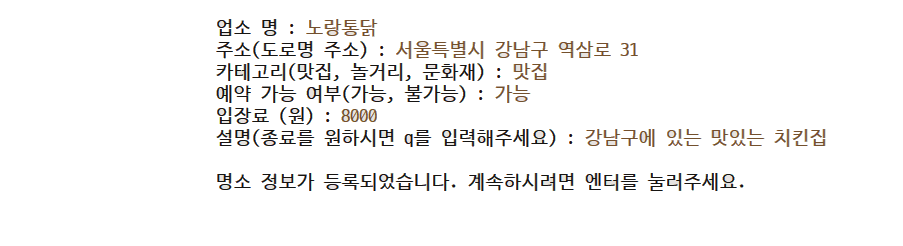 업소 명 : 노랑통닭
주소(도로명 주소) : 서울특별시 강남구 역삼로 31
카테고리(맛집, 놀거리, 문화재) : 맛집
예약 가능 여부(가능, 불가능) : 가능
입장료 (원) : 8000
설명(종료를 원하시면 q를 입력해주세요) : 강남구에 있는 맛있는 치킨집
명소 정보가 등록되었습니다. 계속하시려면 엔터를 눌러주세요.